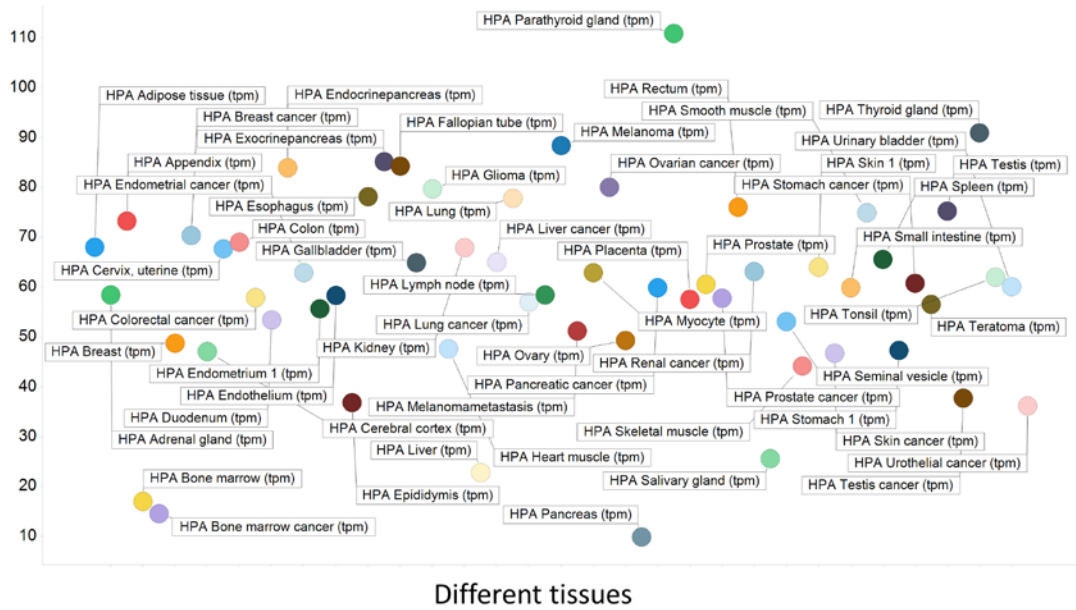 HPA Parathyroid gland (tpm)
110
100
90
80
70
60
50
40
30
20
10
HPA Adipose tissue (tpm)
HPA Endocrinepancreas (tpm)
HPA Rectum (tpm)
HPA Breast cancer (tpm)
HPA Smooth muscle (tpm)
HPA Thyroid gland (tpm)
HPA Exocrinepancreas (tpm)
HPA Fallopian tube (tpm)
HPA Melanoma (tpm)
HPA Urinary bladder (tpm)
HPA Appendix (tpm)
HPA Glioma (tpm)
HPA Ovarian cancer (tpm)
HPA Skin 1 (tpm)
HPA Testis (tpm)
HPA Endometrial cancer (tpm)
HPA Stomach cancer (tpm)
HPA Spleen (tpm)
HPA Esophagus (tpm)
HPA Lung (tpm)
HPA Colon (tpm)
HPA Liver cancer (tpm)
HPA Gallbladder (tpm)
HPA Placenta (tpm)
HPA Prostate (tpm)
HPA Small intestine (tpm)
HPA Cervix, uterine (tpm)
HPA Lymph node (tpm)
HPA Colorectal cancer (tpm)
HPA Lung cancer (tpm)
HPA Myocyte (tpm)
HPA Tonsil (tpm)
HPA Teratoma (tpm)
HPA Breast (tpm)
HPA Kidney (tpm)
HPA Ovary (tpm)
HPA Renal cancer (tpm)
HPA Endometrium 1 (tpm)
HPA Pancreatic cancer (tpm)
HPA Seminal vesicle (tpm)
HPA Endothelium (tpm)
HPA Prostate cancer (tpm)
HPA Melanomametastasis (tpm)
HPA Duodenum (tpm)
HPA Stomach 1 (tpm)
HPA Cerebral cortex (tpm)
HPA Skeletal muscle (tpm)
HPA Adrenal gland (tpm)
HPA Skin cancer (tpm)
HPA Liver (tpm)
HPA Heart muscle (tpm)
HPA Urothelial cancer (tpm)
HPA Bone marrow (tpm)
HPA Salivary gland (tpm)
HPA Testis cancer (tpm)
HPA Epididymis (tpm)
HPA Pancreas (tpm)
HPA Bone marrow cancer (tpm)
Different tissues